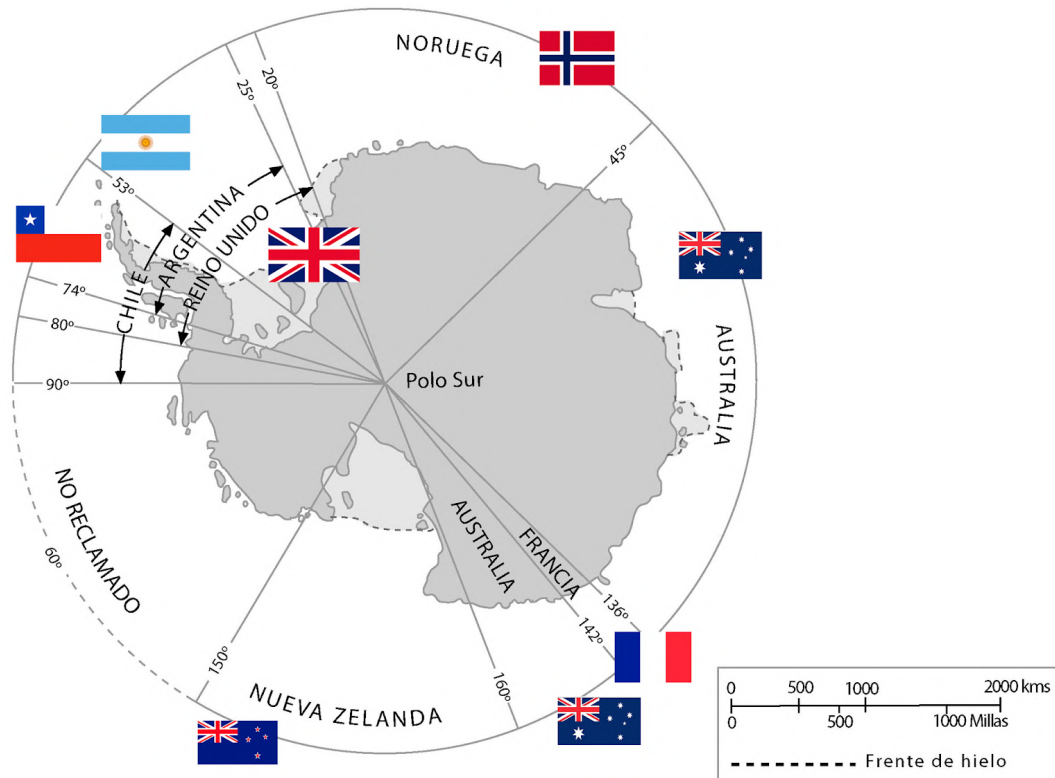 NORUEGA
20º
25º
45º
53º
ARGENTINA
REINO UNIDO
CHILE
74º
80º
90º
Polo Sur
AUSTRALIA
NO RECLAMADO
60º
AUSTRALIA
FRANCIA
136º
142º
150º
160º
NUEVA ZELANDA
0 500 1000 2000 kms
0 500 1000 Millas
Frente de hielo